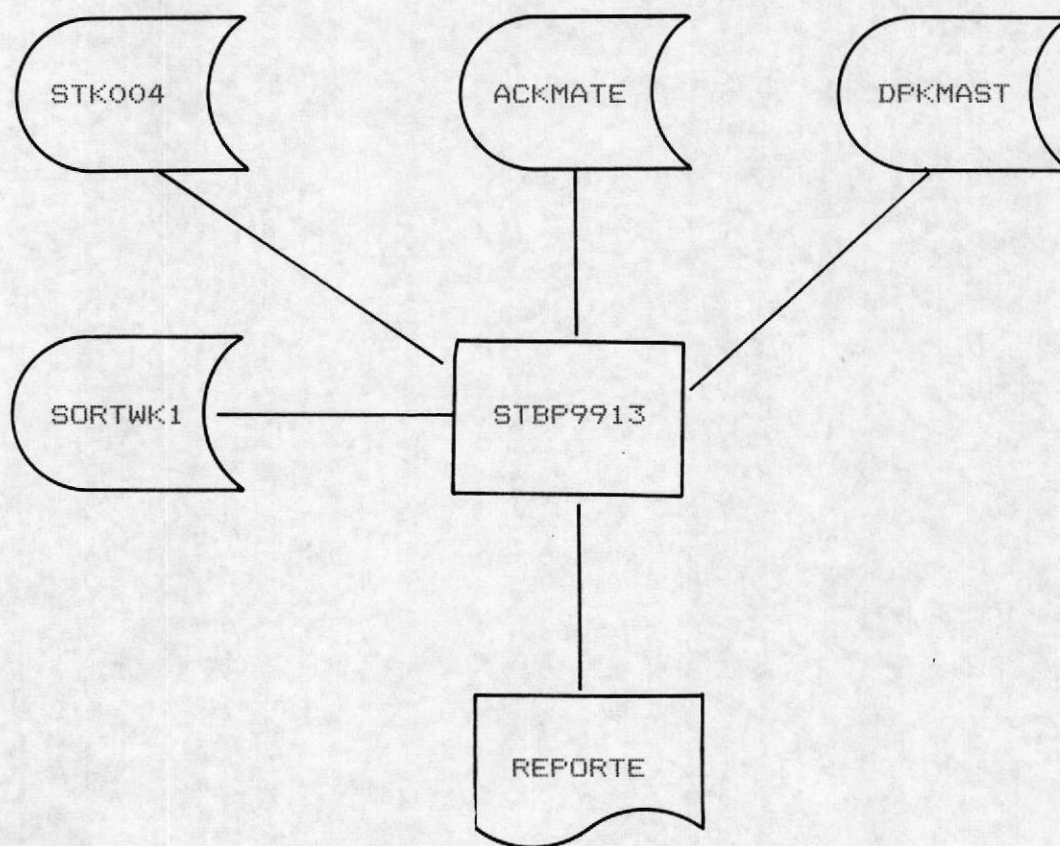 STK004
ACKMATE
DPKMAST
SORTWK1
STBP9913
REPORTE